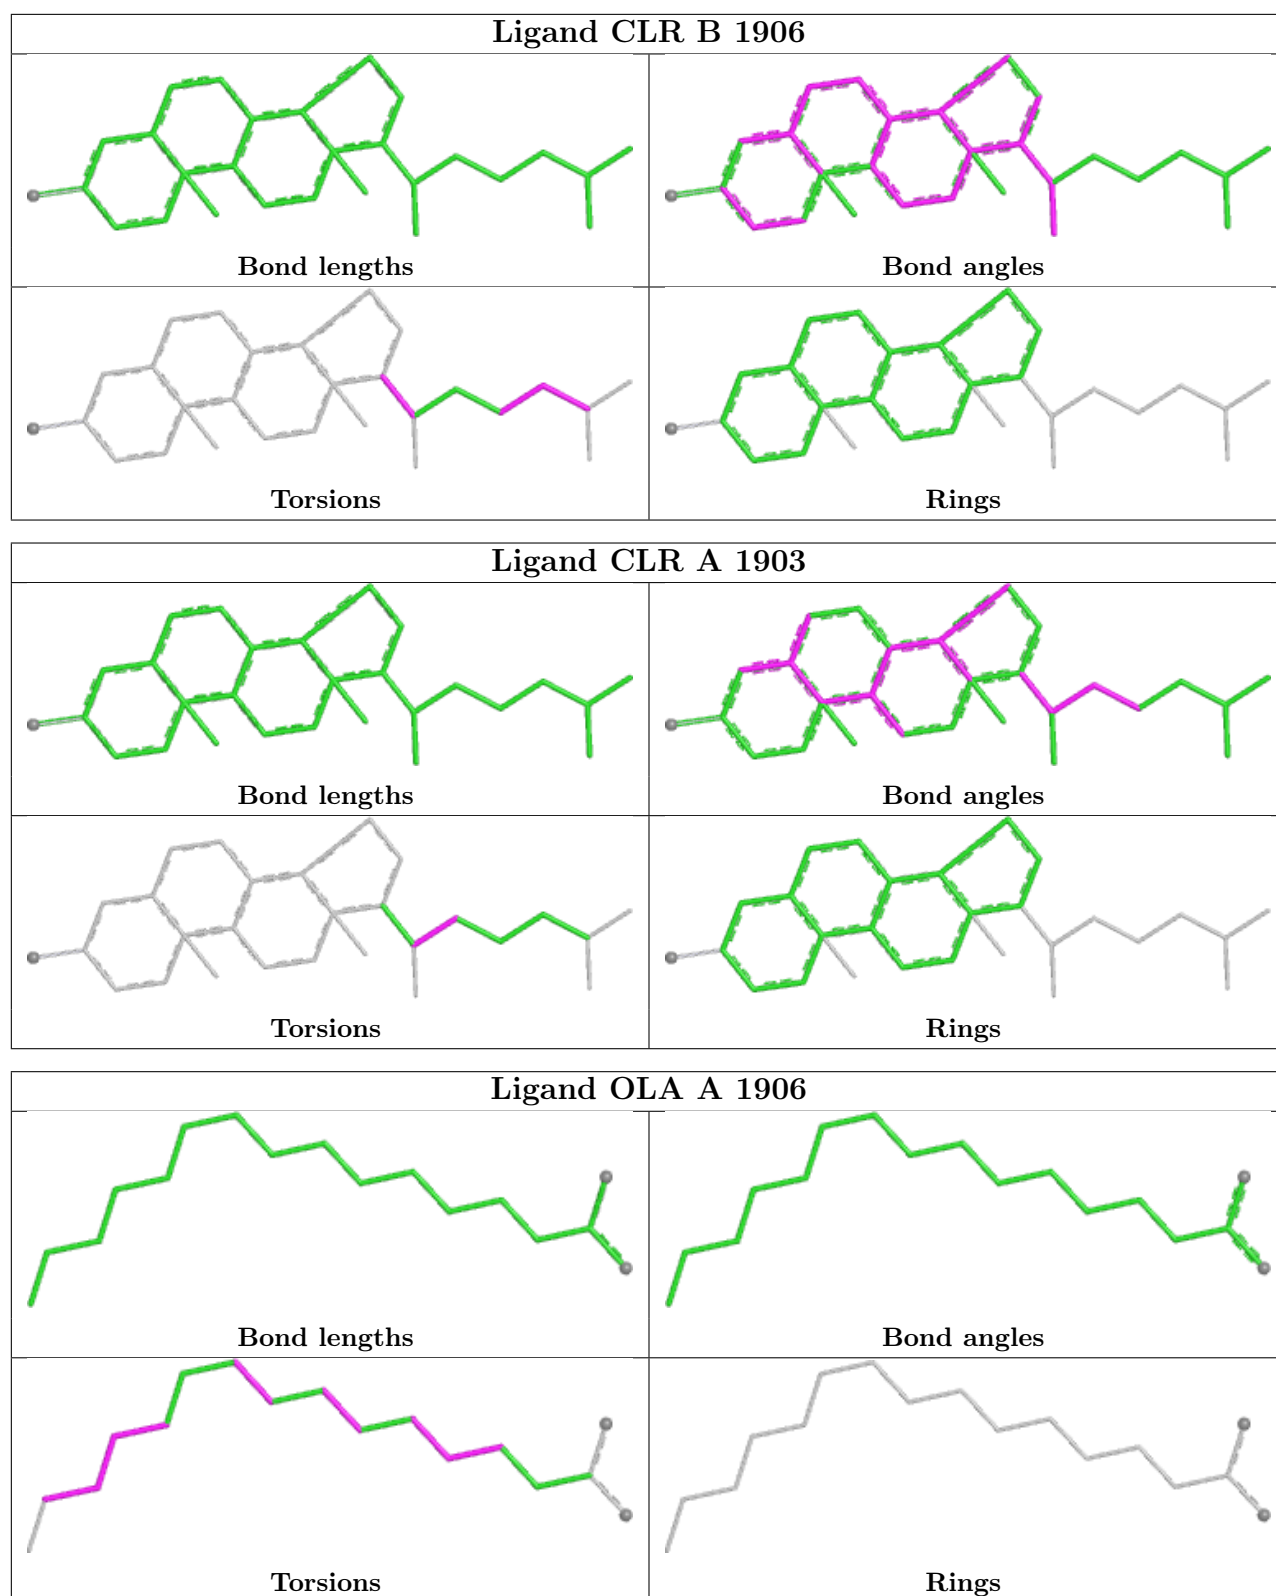 Ligand CLR B 1906
Bond lengths
Bond angles
Torsions
Rings
Ligand CLR A 1903
Bond lengths
Bond angles
Torsions
Rings
Ligand OLA A 1906
Bond lengths
Bond angles
Torsions
Rings